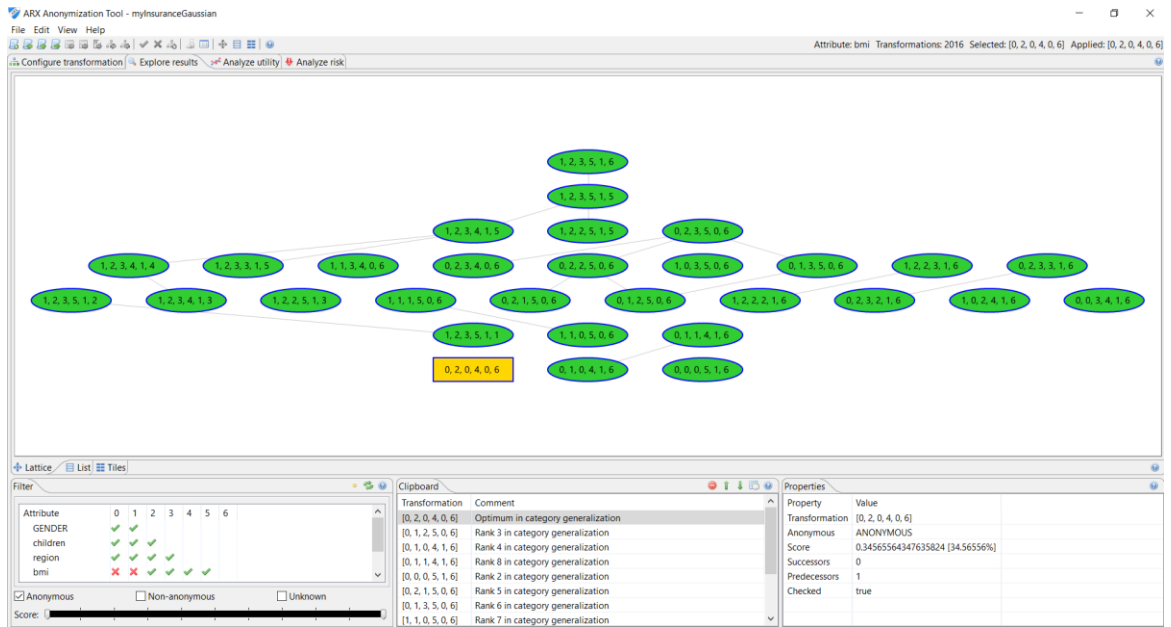 ARX Anonymization Tool - myInsuranceGaussian
File Edit View Help
Attribute: bmi Transformations: 2016 Selected: [0, 2, 0, 4, 0, 6] Applied: [0, 2, 0, 4, 0, 6]
Configure transformation Explore results Analyze utility Analyze risk
1, 2, 3, 5, 1, 6
1, 2, 3, 5, 1, 5
1, 2, 3, 4, 1, 5 1, 2, 2, 5, 1, 5 0, 2, 3, 5, 0, 6
1, 2, 3, 4, 1, 4 1, 2, 3, 3, 1, 5 1, 1, 3, 4, 0, 6 0, 2, 3, 4, 0, 6 0, 2, 2, 5, 0, 6 1, 0, 3, 5, 0, 6 0, 1, 3, 5, 0, 6 1, 2, 2, 3, 1, 6 0, 2, 3, 3, 1, 6
1, 2, 3, 5, 1, 2 1, 2, 3, 4, 1, 3 1, 2, 2, 5, 1, 3 1, 1, 1, 5, 0, 6 0, 2, 1, 5, 0, 6 0, 1, 2, 5, 0, 6 1, 2, 2, 2, 1, 6 0, 2, 3, 2, 1, 6 1, 0, 2, 4, 1, 6 0, 0, 3, 4, 1, 6
1, 2, 3, 5, 1, 1 1, 1, 0, 5, 0, 6 0, 1, 1, 4, 1, 6
0, 2, 0, 4, 0, 6 0, 1, 0, 4, 1, 6 0, 0, 0, 5, 1, 6
Lattice List Tiles
Filter Clipboard Properties
Transformation Comment Property Value
Attribute 0 1 2 3 4 5 6 [0, 2, 0, 4, 0, 6] Optimum in category generalization Transformation [0, 2, 0, 4, 0, 6]
GENDER [0, 1, 2, 5, 0, 6] Rank 3 in category generalization Anonymous ANONYMOUS
children [0, 1, 0, 4, 1, 6] Rank 4 in category generalization Score 0.34565564347635824 [34.56556%]
region [0, 1, 1, 4, 1, 6] Rank 8 in category generalization Successors 0
bmi [0, 0, 0, 5, 1, 6] Rank 2 in category generalization Predecessors 1
Anonymous Non-anonymous Unknown [0, 2, 1, 5, 0, 6] Rank 5 in category generalization Checked true
Score: [0, 1, 3, 5, 0, 6] Rank 6 in category generalization
[1, 1, 0, 5, 0, 6] Rank 7 in category generalization